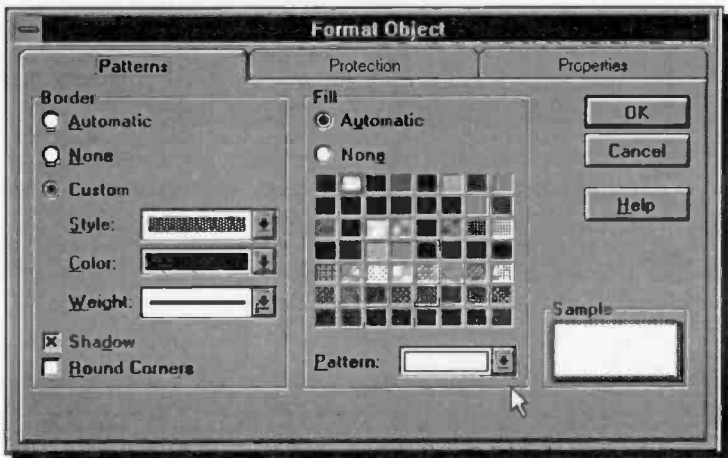 Format Object
Patterns
Protection
Properties
Border
Automatic
None
Custom
Style:
Color:
Weight:
Shadow
Round Corners
Fill
Automatic
None
Pattern:
OK
Cancel
Help
Sample